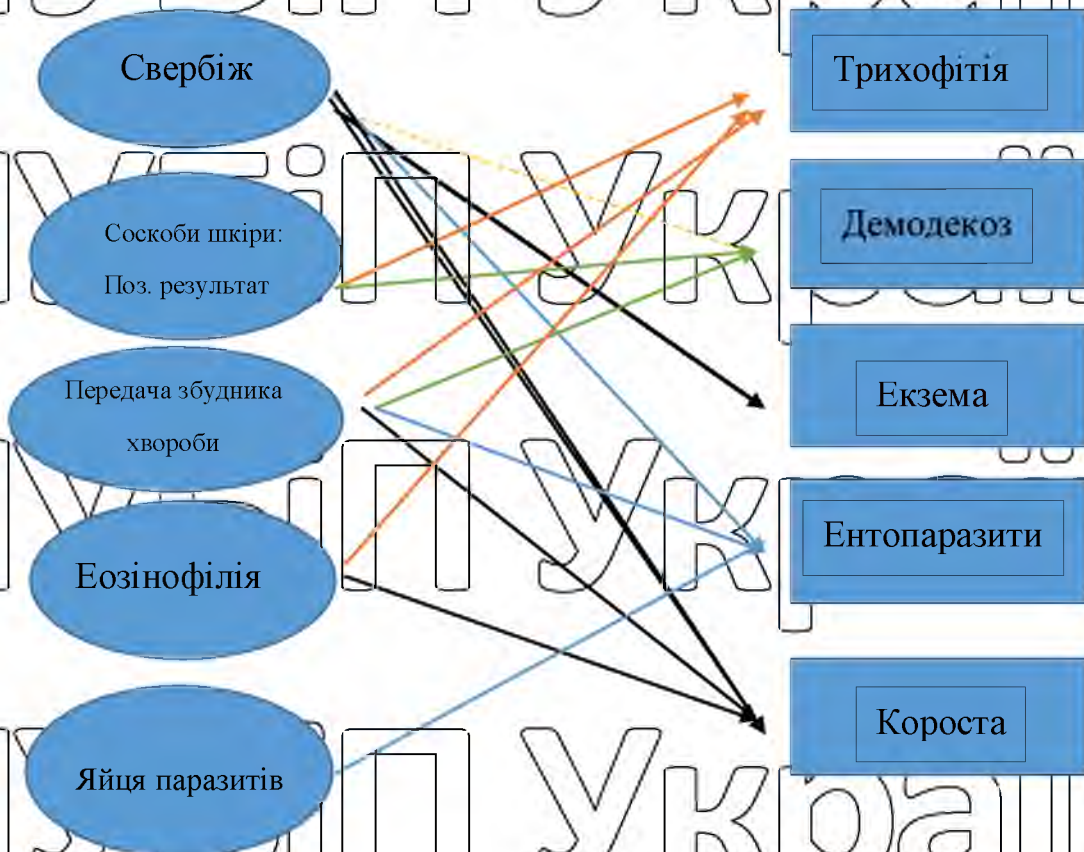 Свербіж
Соскоби шкіри:
Поз. результат
Передача збудника
хвороби
Еозінофілія
Яйця паразитів
Трихофітія
Демодекоз
Екзема
Ентопаразити
Короста